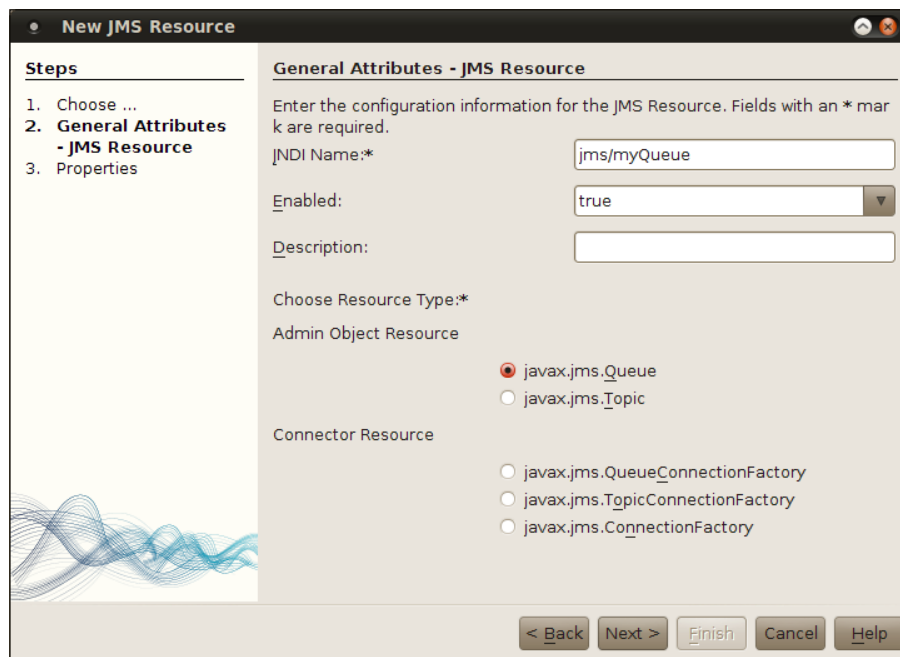 New JMS Resource
Steps
1. Choose ...
2. General Attributes
- JMS Resource
3. Properties
General Attributes - JMS Resource
Enter the configuration information for the JMS Resource. Fields with an * mar
k are required.
JNDI Name:*
jms/myQueue
Enabled:
true
Description:
Choose Resource Type:*
Admin Object Resource
javax.jms.Queue
javax.jms.Topic
Connector Resource
javax.jms.QueueConnectionFactory
javax.jms.TopicConnectionFactory
javax.jms.ConnectionFactory
< Back
Next >
Finish
Cancel
Help